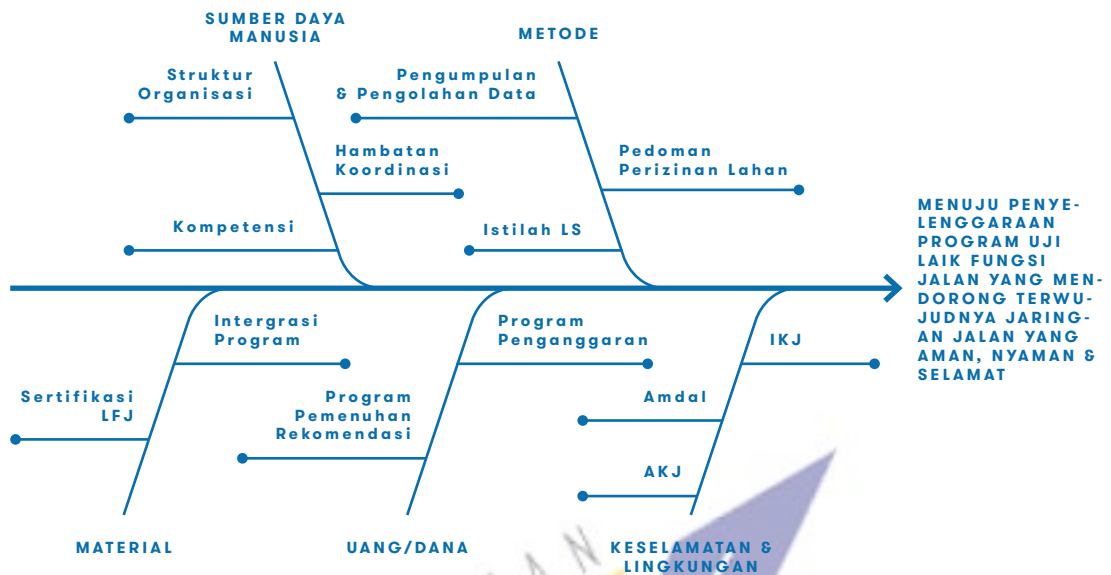 SUMBER DAYA
MANUSIA
METODE
Struktur
Organisasi
Pengumpulan
& Pengolahan Data
Hambatan
Koordinasi
Pedoman
Perizinan Lahan
Kompetensi
Istilah LS
MENUJU PENYE-
LENGGARAAN
PROGRAM UJI
LAIK FUNGSI
JALAN YANG MEN-
DORONG TERWU-
JUDNYA JARING-
AN JALAN YANG
AMAN, NYAMAN &
SELAMAT
Intergrasi
Program
Program
Penganggaran
IKJ
Sertifikasi
LFJ
Program
Pemenuhan
Rekomendasi
Amdal
AKJ
MATERIAL
UANG/DANA
KESELAMATAN &
LINGKUNGAN